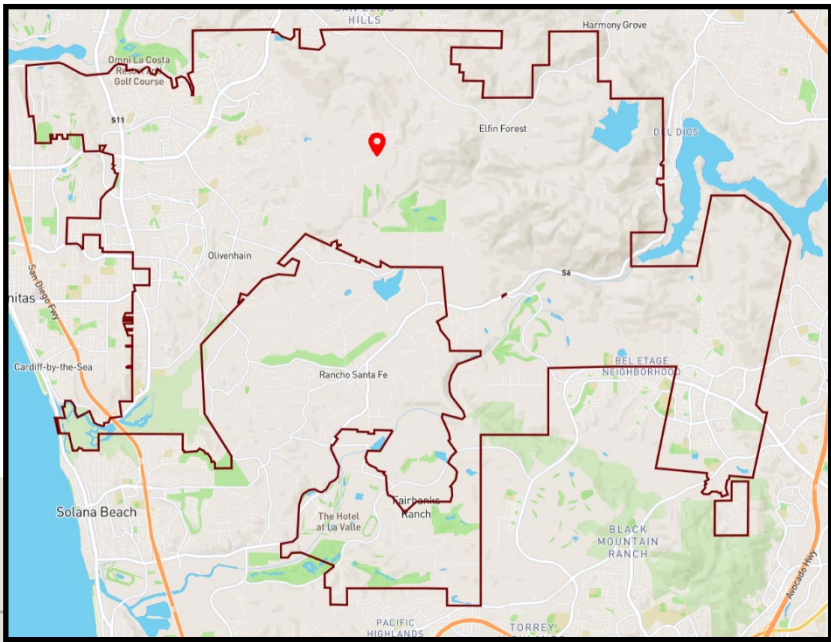 HILLS
Harmony Grove
Omni La Costa
Resort and
Golf Course
S11
Elfin Forest
DEL DIOS
Olivenhain
San Diego Fwy
nitas
S6
Cardiff-by-the-Sea
Rancho Santa Fe
BEL ETAGE
NEIGHBORHOOD
Solana Beach
The Hotel
at La Valle
Fairbanks
Ranch
BLACK
MOUNTAIN
RANCH
Avocado Hwy
PACIFIC
HIGHLANDS
TORREY